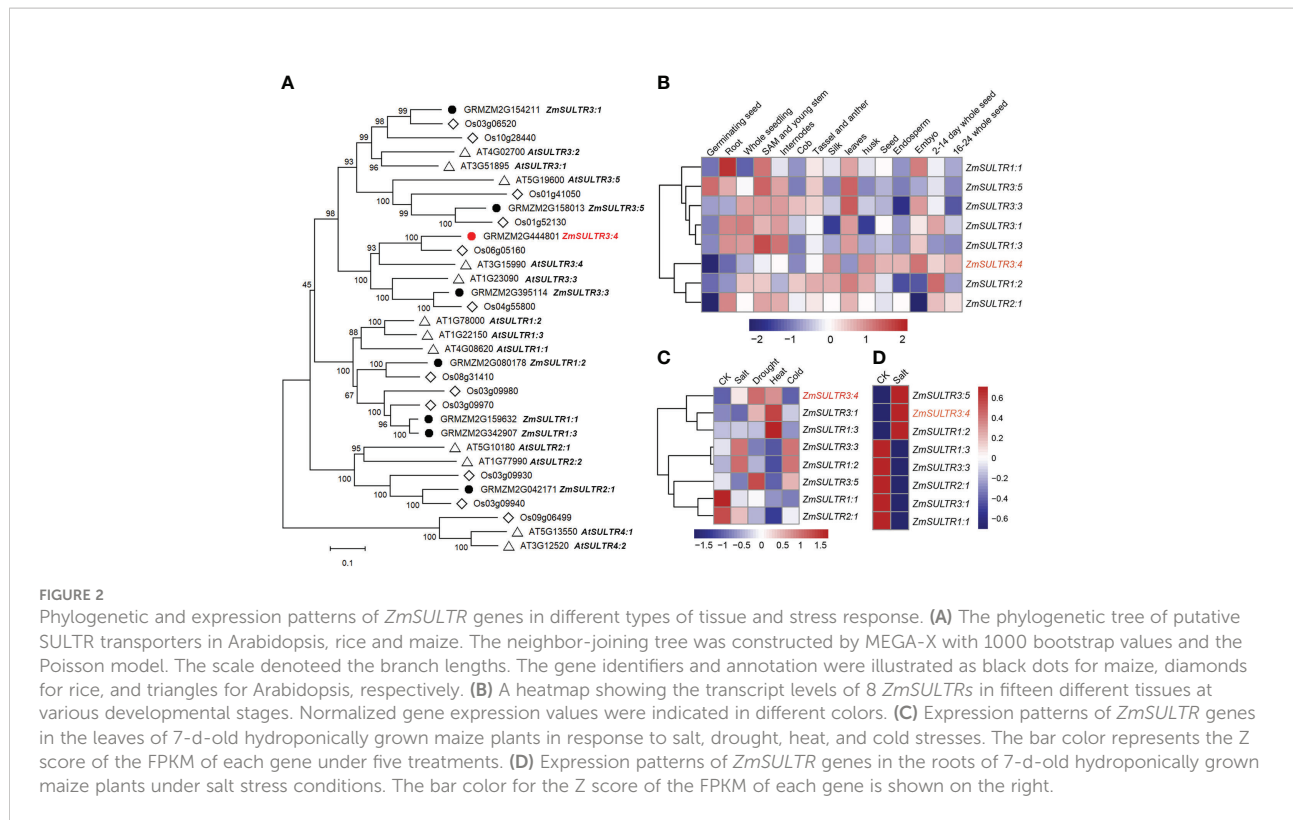 A
99
GRMZM2G154211 ZmSULTR3:1
98
Os03g06520
99
Os10g28440
93
AT4G02700 AtSULTR3:2
96
AT3G51895 AtSULTR3:1
98
AT5G19600 AtSULTR3:5
Os01g41050
99
GRMZM2G158013 ZmSULTR3:5
100
Os01g52130
GRMZM2G444801 ZmSULTR3:4
100
93
Os06g05160
AT3G15990 AtSULTR3:4
100
AT1G23090 AtSULTR3:3
100
GRMZM2G395114 ZmSULTR3:3
100
Os04g55800
45
AT1G78000 AtSULTR1:2
100
88
AT1G22150 AtSULTR1:3
AT4G08620 AtSULTR1:1
100
GRMZM2G080178 ZmSULTR1:2
100
Os08g31410
67
Os03g09980
Os03g09970
96
GRMZM2G159632 ZmSULTR1:1
100
GRMZM2G342907 ZmSULTR1:3
95
AT5G10180 AtSULTR2:1
AT1G77990 AtSULTR2:2
100
Os03g09930
100
GRMZM2G042171 ZmSULTR2:1
100
Os03g09940
Os09g06499
100
AT5G13550 AtSULTR4:1
100
AT3G12520 AtSULTR4:2
0.1
B
Germinating seed
Root
Whole seedling
SAM and young stem
Internodes
Cob
Tassel and anther
Silk
leaves
husk
Seed
Endosperm
Embyo
2-14 day whole seed
16-24 whole seed
ZmSULTR1:1
ZmSULTR3:5
ZmSULTR3:3
ZmSULTR3:1
ZmSULTR1:3
ZmSULTR3:4
ZmSULTR1:2
ZmSULTR2:1
−2 −1 0 1 2
C
CK
Salt
Drought
Heat
Cold
ZmSULTR3:4
ZmSULTR3:1
ZmSULTR1:3
ZmSULTR3:3
ZmSULTR1:2
ZmSULTR3:5
ZmSULTR1:1
ZmSULTR2:1
−1.5 −1 −0.5 0 0.5 1 1.5
D
CK
Salt
ZmSULTR3:5
ZmSULTR3:4
ZmSULTR1:2
ZmSULTR1:3
ZmSULTR3:3
ZmSULTR2:1
ZmSULTR3:1
ZmSULTR1:1
0.6
0.4
0.2
0
−0.2
−0.4
−0.6
FIGURE 2
Phylogenetic and expression patterns of ZmSULTR genes in different types of tissue and stress response. (A) The phylogenetic tree of putative
SULTR transporters in Arabidopsis, rice and maize. The neighbor-joining tree was constructed by MEGA-X with 1000 bootstrap values and the
Poisson model. The scale denoteed the branch lengths. The gene identifiers and annotation were illustrated as black dots for maize, diamonds
for rice, and triangles for Arabidopsis, respectively. (B) A heatmap showing the transcript levels of 8 ZmSULTRs in fifteen different tissues at
various developmental stages. Normalized gene expression values were indicated in different colors. (C) Expression patterns of ZmSULTR genes
in the leaves of 7-d-old hydroponically grown maize plants in response to salt, drought, heat, and cold stresses. The bar color represents the Z
score of the FPKM of each gene under five treatments. (D) Expression patterns of ZmSULTR genes in the roots of 7-d-old hydroponically grown
maize plants under salt stress conditions. The bar color for the Z score of the FPKM of each gene is shown on the right.